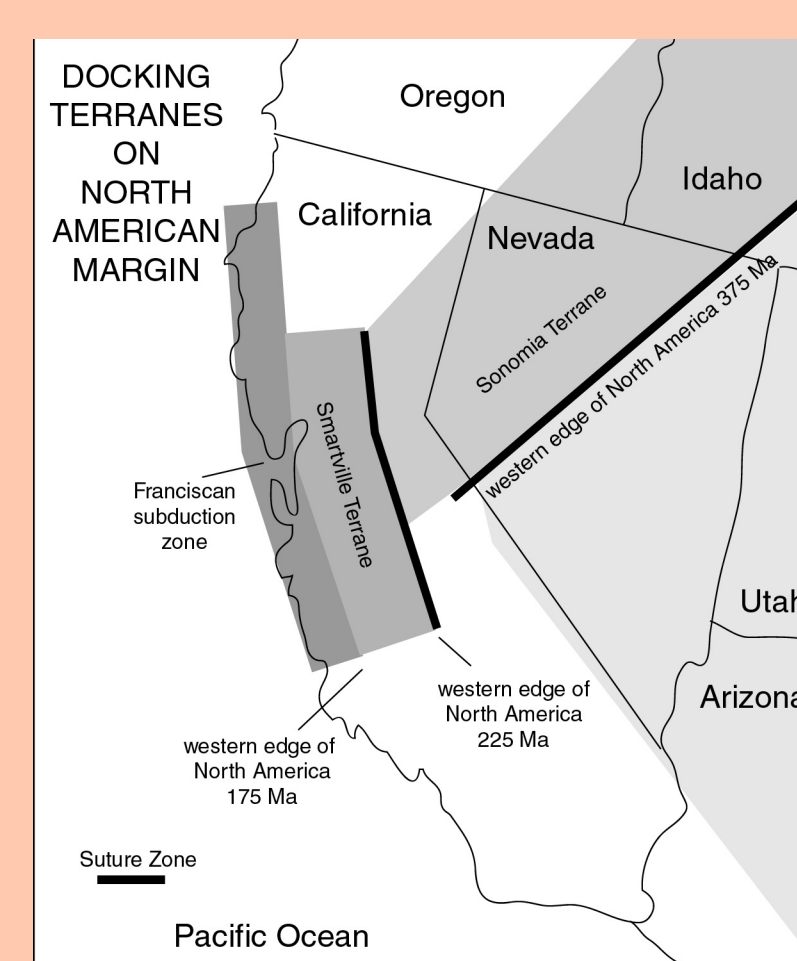 DOCKING
TERRANES
ON
NORTH
AMERICAN
MARGIN
Oregon
Idaho
California
Nevada
Sonomia Terrane
western edge of North America 375 Ma
Smartville Terrane
Franciscan
subduction
zone
Utah
Arizona
western edge of
North America
225 Ma
western edge of
North America
175 Ma
Suture Zone
Pacific Ocean